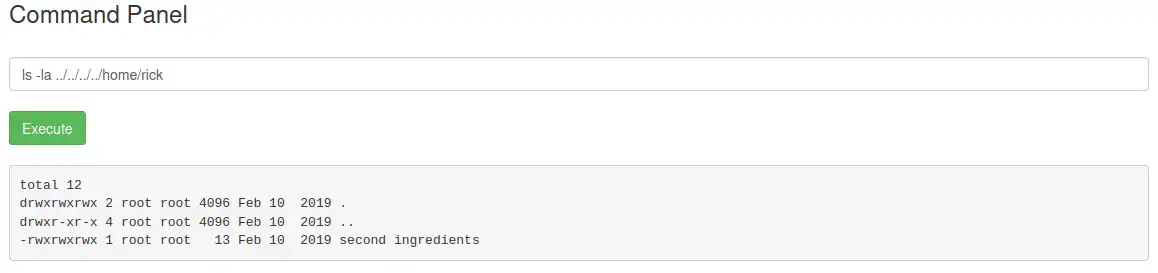 Command Panel
ls -la ../../../../home/rick
Execute
total 12
drwxrwxrwx 2 root root 4096 Feb 10  2019 .
drwxr-xr-x 4 root root 4096 Feb 10  2019 ..
-rwxrwxrwx 1 root root   13 Feb 10  2019 second ingredients